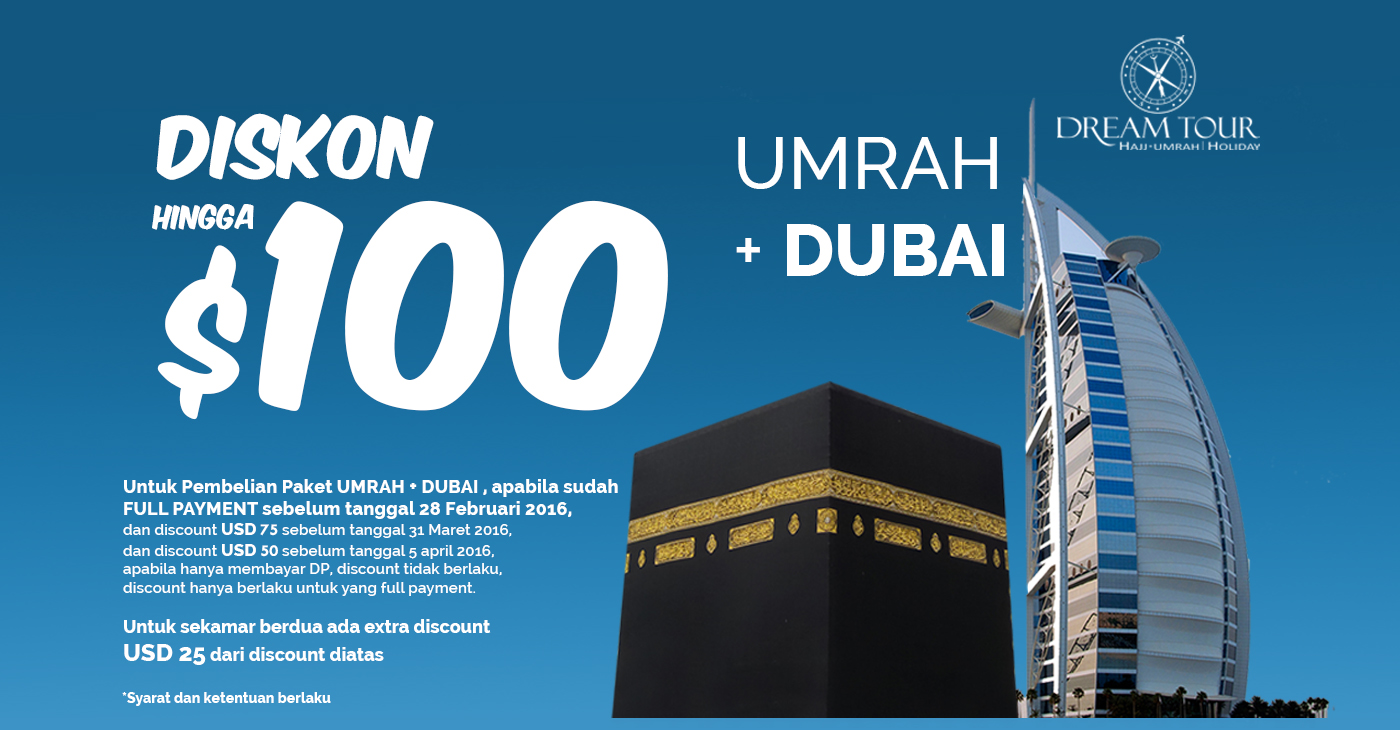 DISKON
HINGGA
$100
UMRAH
+ DUBAI
DREAM TOUR
HAJJ-UMRAH | HOLIDAY
Untuk Pembelian Paket UMRAH + DUBAI , apabila sudah
FULL PAYMENT sebelum tanggal 28 Februari 2016,
dan discount USD 75 sebelum tanggal 31 Maret 2016,
dan discount USD 50 sebelum tanggal 5 april 2016,
apabila hanya membayar DP, discount tidak berlaku,
discount hanya berlaku untuk yang full payment.
Untuk sekamar berdua ada extra discount
USD 25 dari discount diatas
*Syarat dan ketentuan berlaku